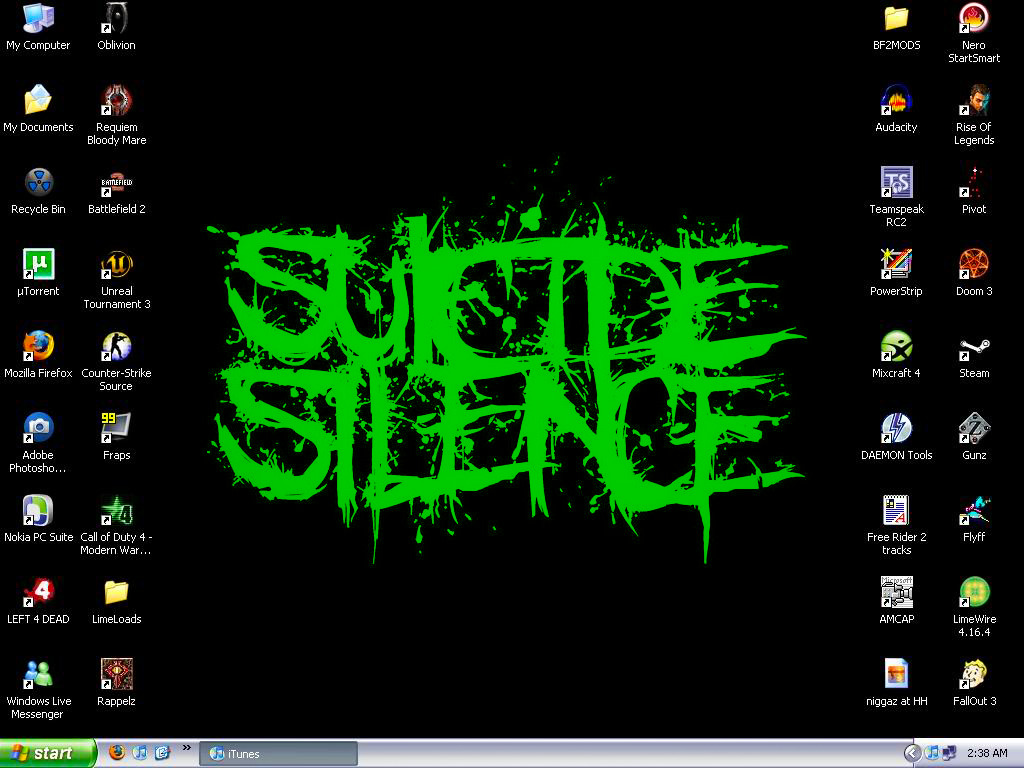 My Computer
Oblivion
BF2MODS
Nero
StartSmart
My Documents
Requiem
Bloody Mare
Audacity
Rise Of
Legends
Recycle Bin
BATTLEFIELD
2
Battlefield 2
TS
Teamspeak
RC2
Pivot
µ
µTorrent
U
Unreal
Tournament 3
PowerStrip
Doom 3
SUICIDE
SILENCE
Mozilla Firefox
Counter-Strike
Source
Mixcraft 4
Steam
99
Adobe
Photosho...
Fraps
DAEMON Tools
Z
Gunz
4
Nokia PC Suite
Call of Duty 4 -
Modern War...
Free Rider 2
tracks
Flyff
4
LEFT 4 DEAD
LimeLoads
Microsoft
AMCAP
LimeWire
4.16.4
Windows Live
Messenger
Rappelz
niggaz at HH
FallOut 3
start
»
iTunes
2:38 AM